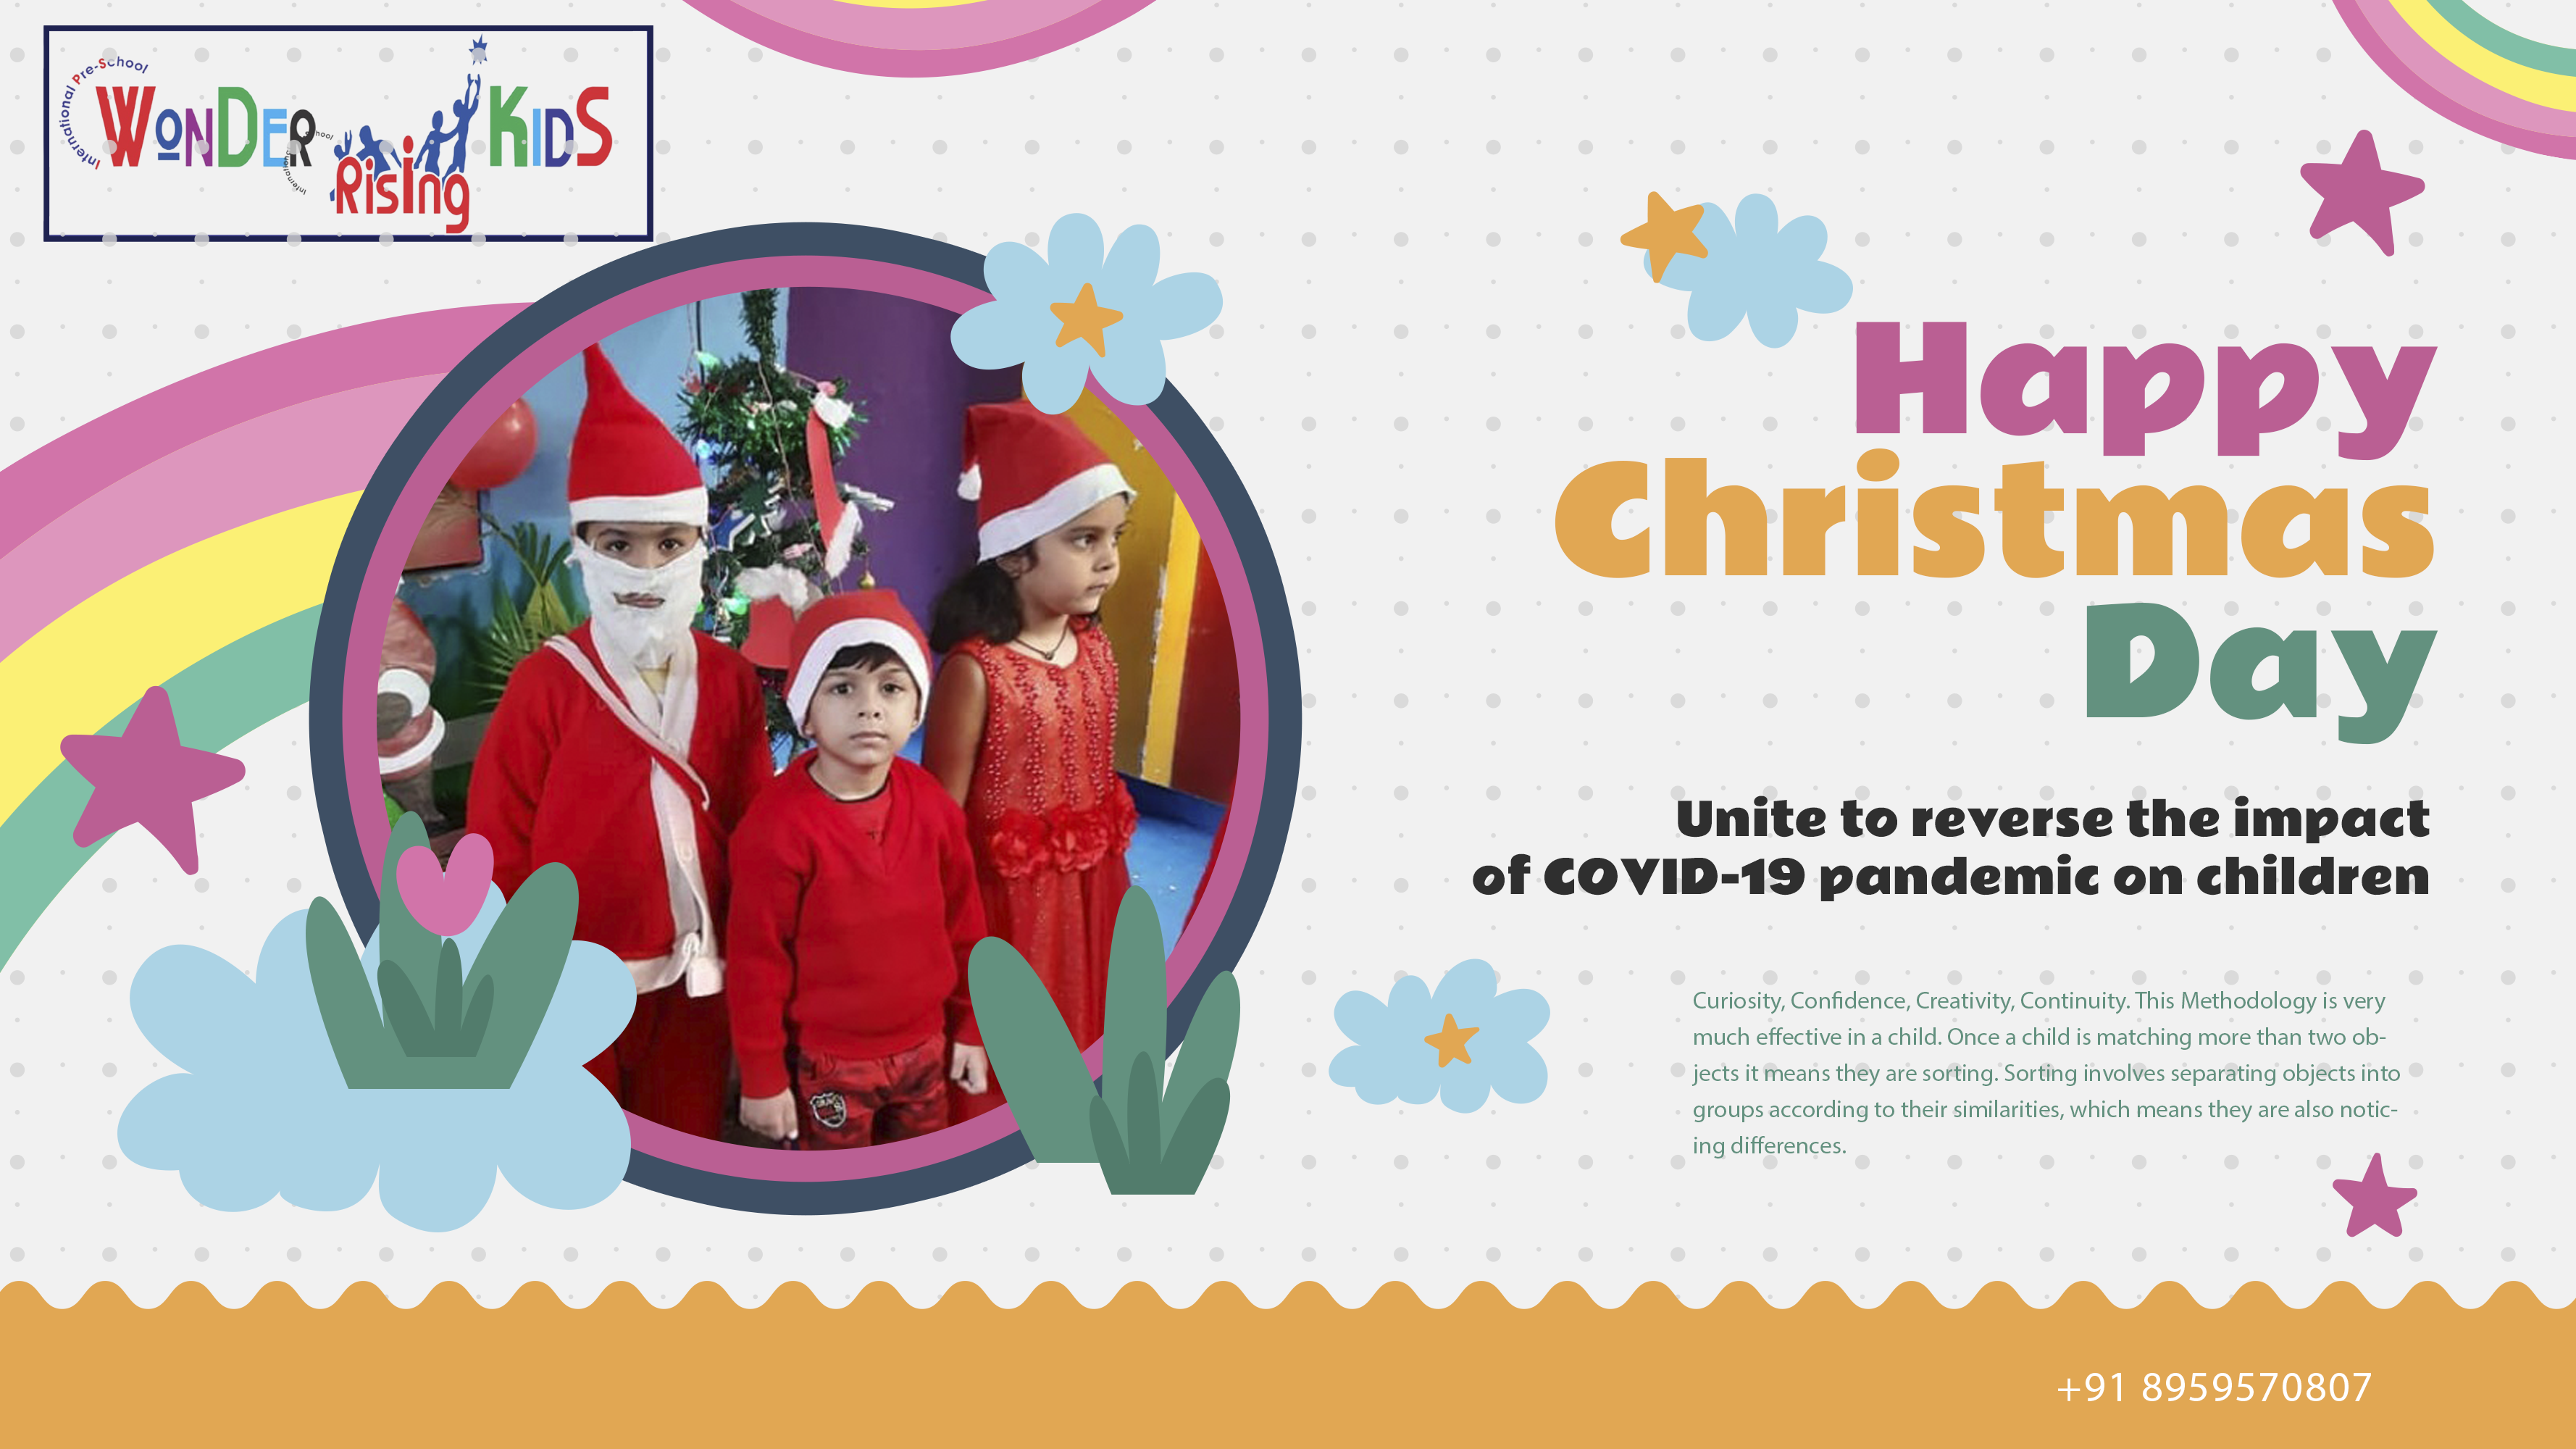 International Pre-School
WONDER Rising KIDS
International School
Happy
Christmas
Day
Unite to reverse the impact
of COVID-19 pandemic on children
Curiosity, Confidence, Creativity, Continuity. This Methodology is very
much effective in a child. Once a child is matching more than two ob-
jects it means they are sorting. Sorting involves separating objects into
groups according to their similarities, which means they are also notic-
ing differences.
+91 8959570807